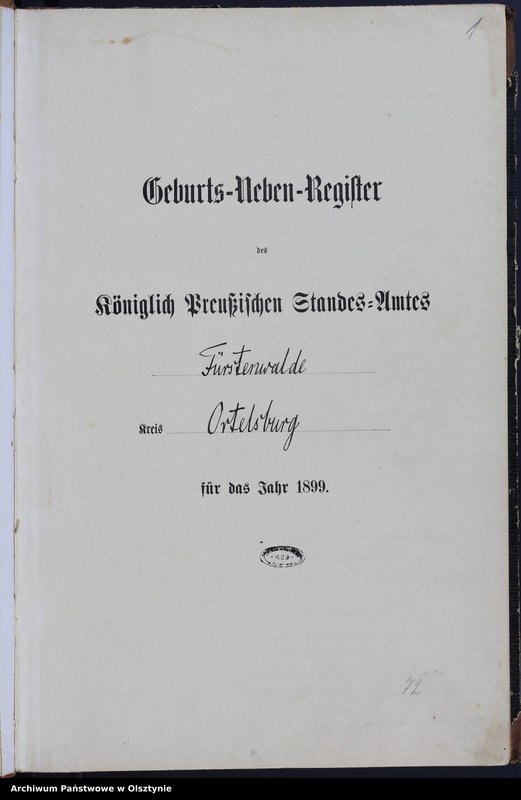 1
Geburts-Neben-Register
des
Königlich Preußischen Standes-Amtes
Fürstenwalde
Kreis Ortelsburg
für das Jahr 1899.
72
Archiwum Państwowe w Olsztynie